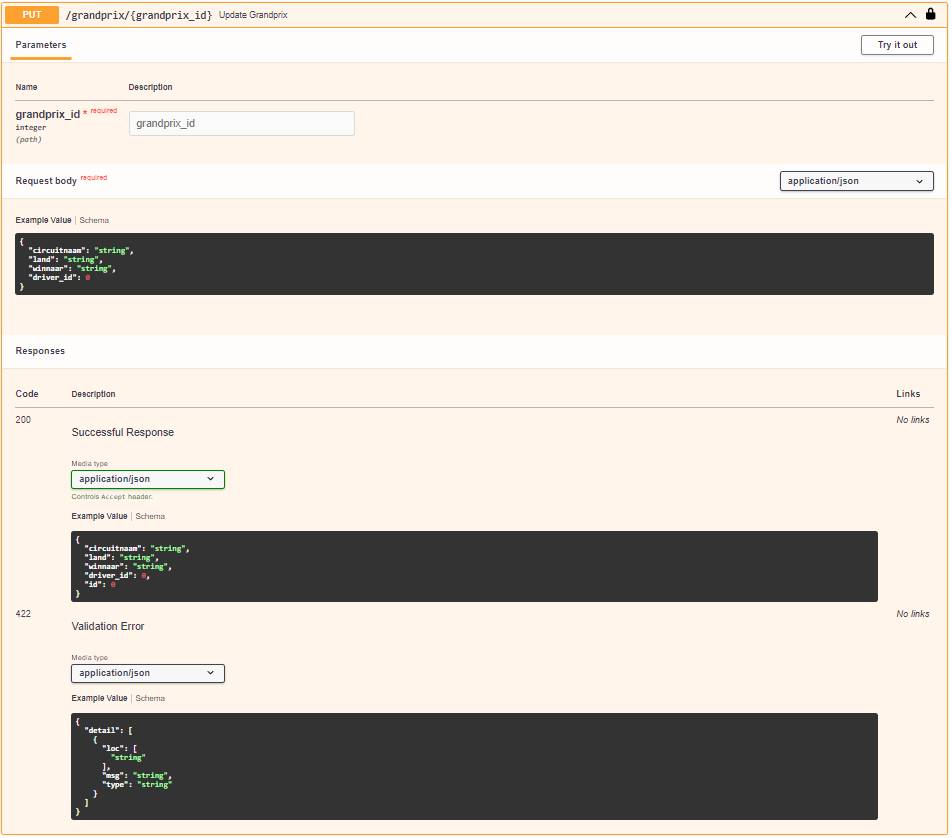 PUT /grandprix/{grandprix_id} Update Grandprix
Parameters
Try it out
Name Description
grandprix_id * required
integer
(path)
grandprix_id
Request body required
application/json
Example Value | Schema
{
"circuitnaam": "string",
"land": "string",
"winnaar": "string",
"driver_id": 0
}
Responses
Code Description Links
200 No links
Successful Response
Media type
application/json
Controls Accept header.
Example Value | Schema
{
"circuitnaam": "string",
"land": "string",
"winnaar": "string",
"driver_id": 0,
"id": 0
}
422 No links
Validation Error
Media type
application/json
Example Value | Schema
{
"detail": [
{
"loc": [
"string"
],
"msg": "string",
"type": "string"
}
]
}